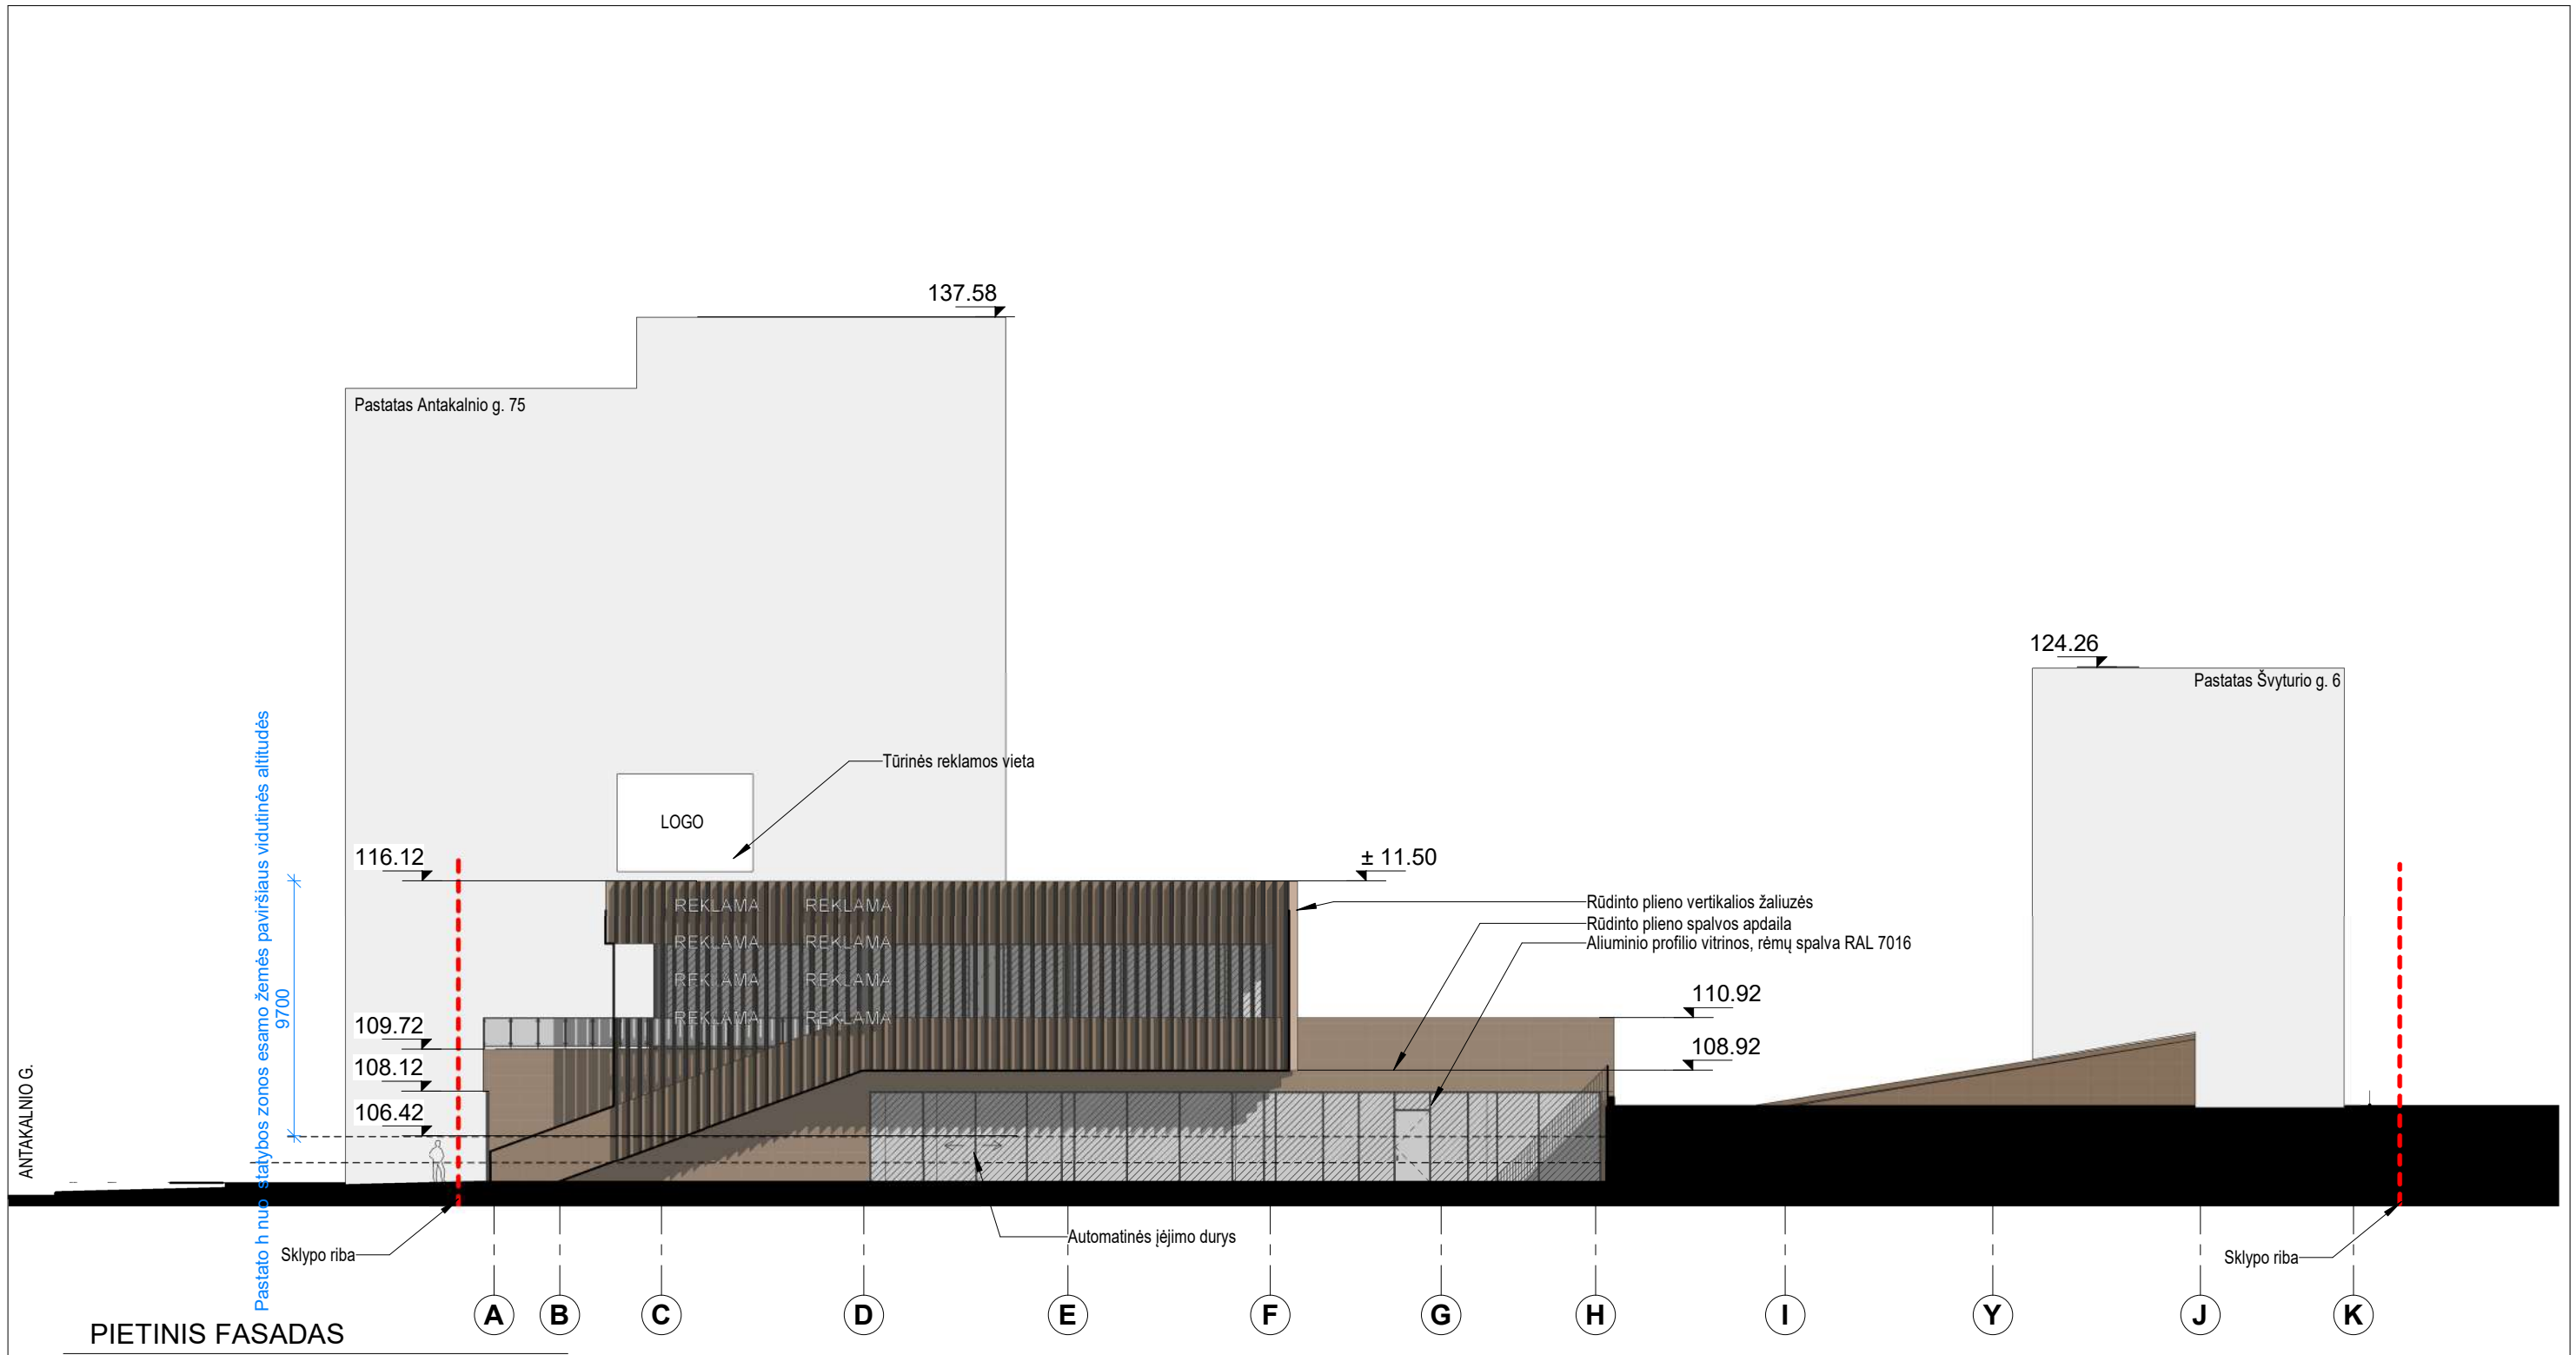 137.58
Pastatas Antakalnio g. 75
124.26
Pastatas Švyturio g. 6
Tūrinės reklamos vieta
LOGO
116.12
± 11.50
REKLAMA REKLAMA
Rūdinto plieno vertikalios žaliuzės
Rūdinto plieno spalvos apdaila
REKLAMA REKLAMA
Aliuminio profilio vitrinos, rėmų spalva RAL 7016
REKLAMA REKLAMA
110.92
REKLAMA REKLAMA
109.72
108.92
108.12
106.42
Pastato h nuo statybos zonos esamo žemės paviršiaus vidutinės altitudės
9700
ANTAKALNIO G.
Automatinės įėjimo durys
Sklypo riba
Sklypo riba
A B C D E F G H I Y J K
PIETINIS FASADAS